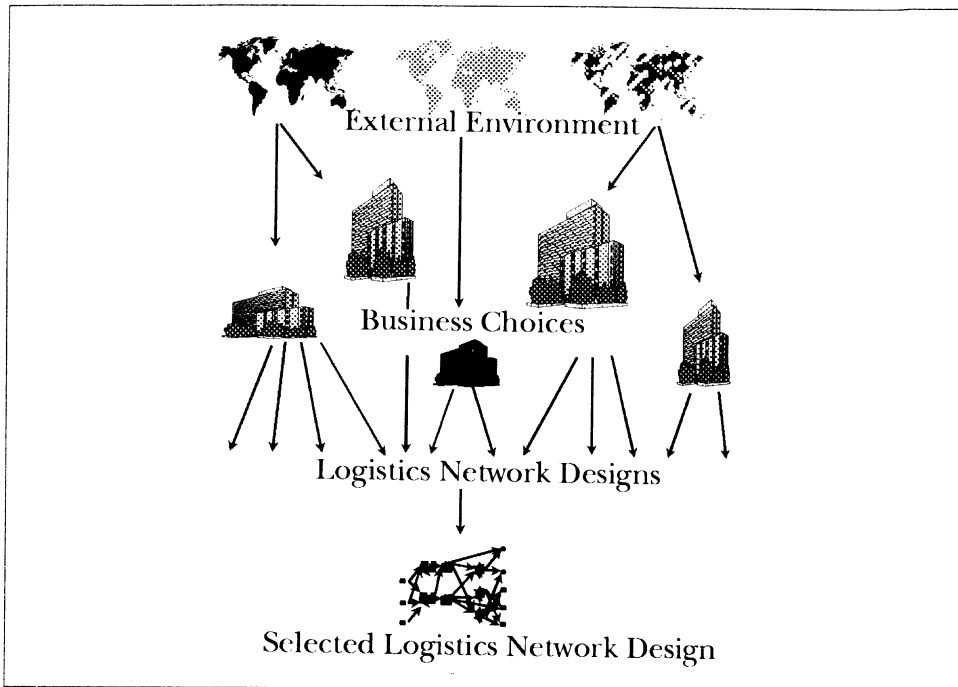 External Environment
Business Choices
Logistics Network Designs
Selected Logistics Network Design